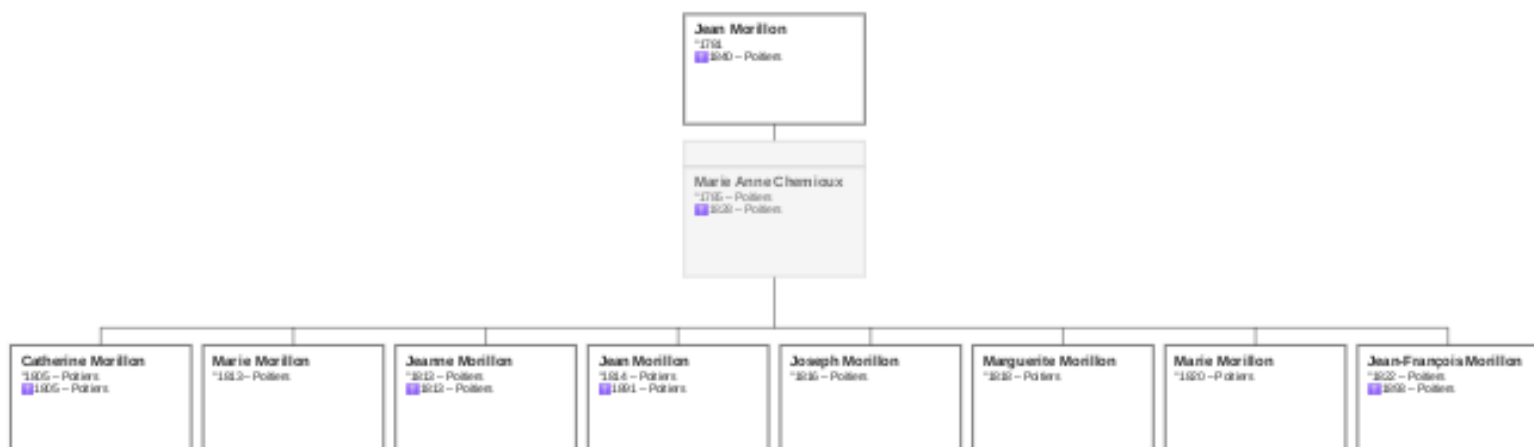 Jean Morillon
°1781
✝1840 – Poitiers
Marie Anne Chemioux
°1785 – Poitiers
✝1828 – Poitiers
Catherine Morillon
°1805 – Poitiers
✝1805 – Poitiers
Marie Morillon
°1813 – Poitiers
Jeanne Morillon
°1813 – Poitiers
✝1813 – Poitiers
Jean Morillon
°1814 – Poitiers
✝1891 – Poitiers
Joseph Morillon
°1816 – Poitiers
Marguerite Morillon
°1818 – Poitiers
Marie Morillon
°1820 – Poitiers
Jean-François Morillon
°1822 – Poitiers
– Poitiers